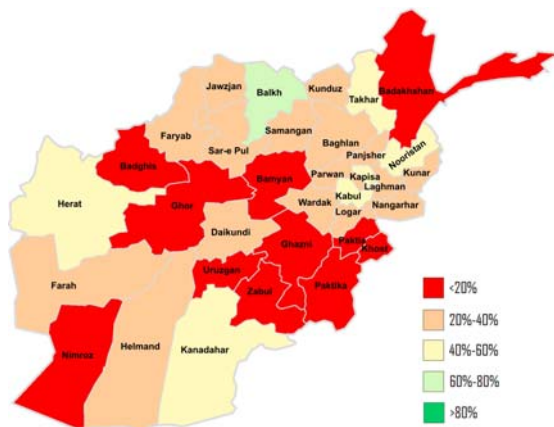 Jawzjan
Balkh
Kunduz
Takhar
Badakhshan
Faryab
Samangan
Sar-e Pul
Baghlan
Panjsher
Nooristan
Badghis
Bamyan
Parwan
Kapisa
Kunar
Laghman
Herat
Ghor
Kabul
Wardak
Nangarhar
Logar
Daikundi
Ghazni
Paktia
Khost
Farah
Uruzgan
Zabul
Paktika
Nimroz
Helmand
Kanadahar
<20%
20%-40%
40%-60%
60%-80%
>80%